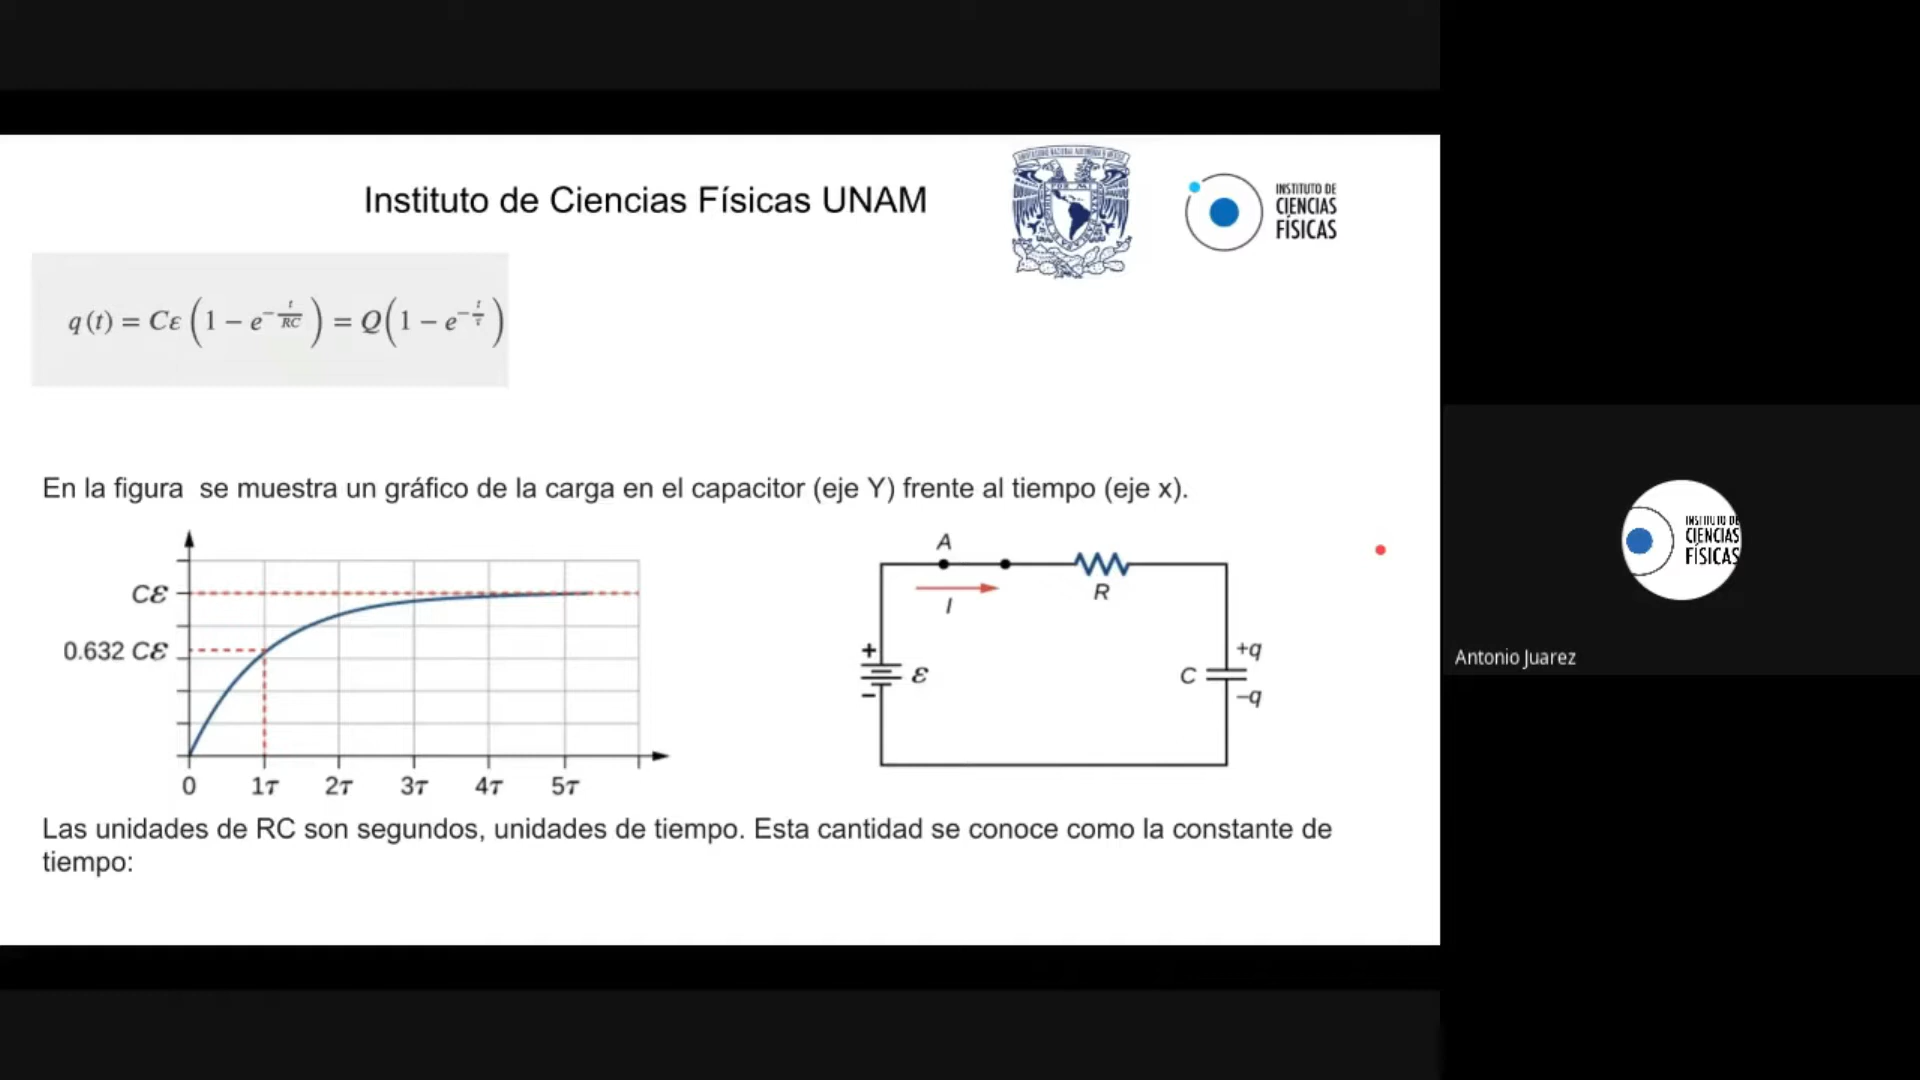 Instituto de Ciencias Físicas UNAM
INSTITUTO DE
CIENCIAS
FÍSICAS
q(t) = Cε(1 − e^{−t/RC}) = Q(1 − e^{−t/τ})
En la figura  se muestra un gráfico de la carga en el capacitor (eje Y) frente al tiempo (eje x).
Cℰ
0.632 Cℰ
0 1τ 2τ 3τ 4τ 5τ
A
I
R
+
ε
−
C
+q
−q
Las unidades de RC son segundos, unidades de tiempo. Esta cantidad se conoce como la constante de
tiempo:
INSTITUTO DE
CIENCIAS
FÍSICAS
Antonio Juarez